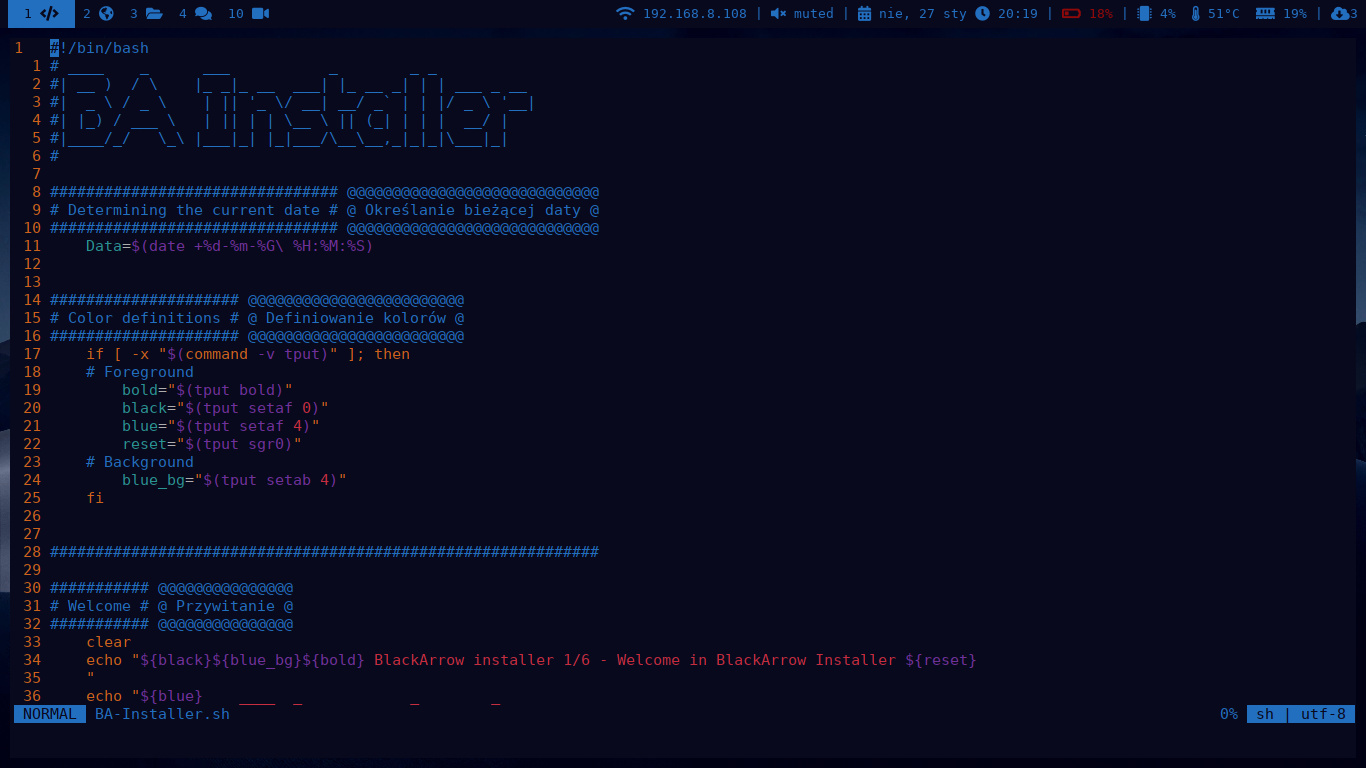 1 2 3 4 10 192.168.8.108 | muted | nie, 27 sty 20:19 | 18% | 4% 51°C 19% | 3
1   #!/bin/bash
  1 # ____    _      ___           _        _ _
  2 #| __ )  / \    |_ _|_ __  ___| |_ __ _| | | ___ _ __
  3 #|  _ \ / _ \    | || '_ \/ __| __/ _` | | |/ _ \ '__|
  4 #| |_) / ___ \   | || | | \__ \ || (_| | | |  __/ |
  5 #|____/_/   \_\ |___|_| |_|___/\__\__,_|_|_|\___|_|
  6 #
  7
  8 ################################ @@@@@@@@@@@@@@@@@@@@@@@@@@@@
  9 # Determining the current date # @ Określanie bieżącej daty @
 10 ################################ @@@@@@@@@@@@@@@@@@@@@@@@@@@@
 11     Data=$(date +%d-%m-%G\ %H:%M:%S)
 12
 13
 14 ##################### @@@@@@@@@@@@@@@@@@@@@@@@
 15 # Color definitions # @ Definiowanie kolorów @
 16 ##################### @@@@@@@@@@@@@@@@@@@@@@@@
 17     if [ -x "$(command -v tput)" ]; then
 18     # Foreground
 19         bold="$(tput bold)"
 20         black="$(tput setaf 0)"
 21         blue="$(tput setaf 4)"
 22         reset="$(tput sgr0)"
 23     # Background
 24         blue_bg="$(tput setab 4)"
 25     fi
 26
 27
 28 #############################################################
 29
 30 ########### @@@@@@@@@@@@@@@
 31 # Welcome # @ Przywitanie @
 32 ########### @@@@@@@@@@@@@@@
 33     clear
 34     echo "${black}${blue_bg}${bold} BlackArrow installer 1/6 - Welcome in BlackArrow Installer ${reset}
 35     "
 36     echo "${blue}    ____  _            _        _
NORMAL BA-Installer.sh 0% sh | utf-8